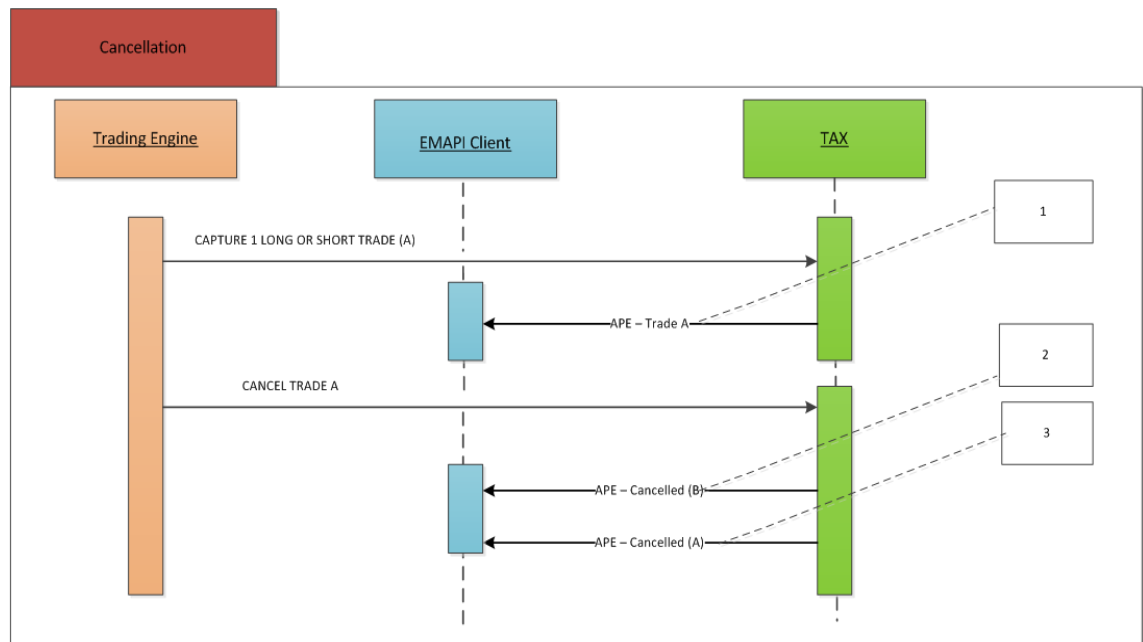 Cancellation
Trading Engine
EMAPI Client
TAX
1
CAPTURE 1 LONG OR SHORT TRADE (A)
APE – Trade A
2
CANCEL TRADE A
3
APE – Cancelled (B)
APE – Cancelled (A)